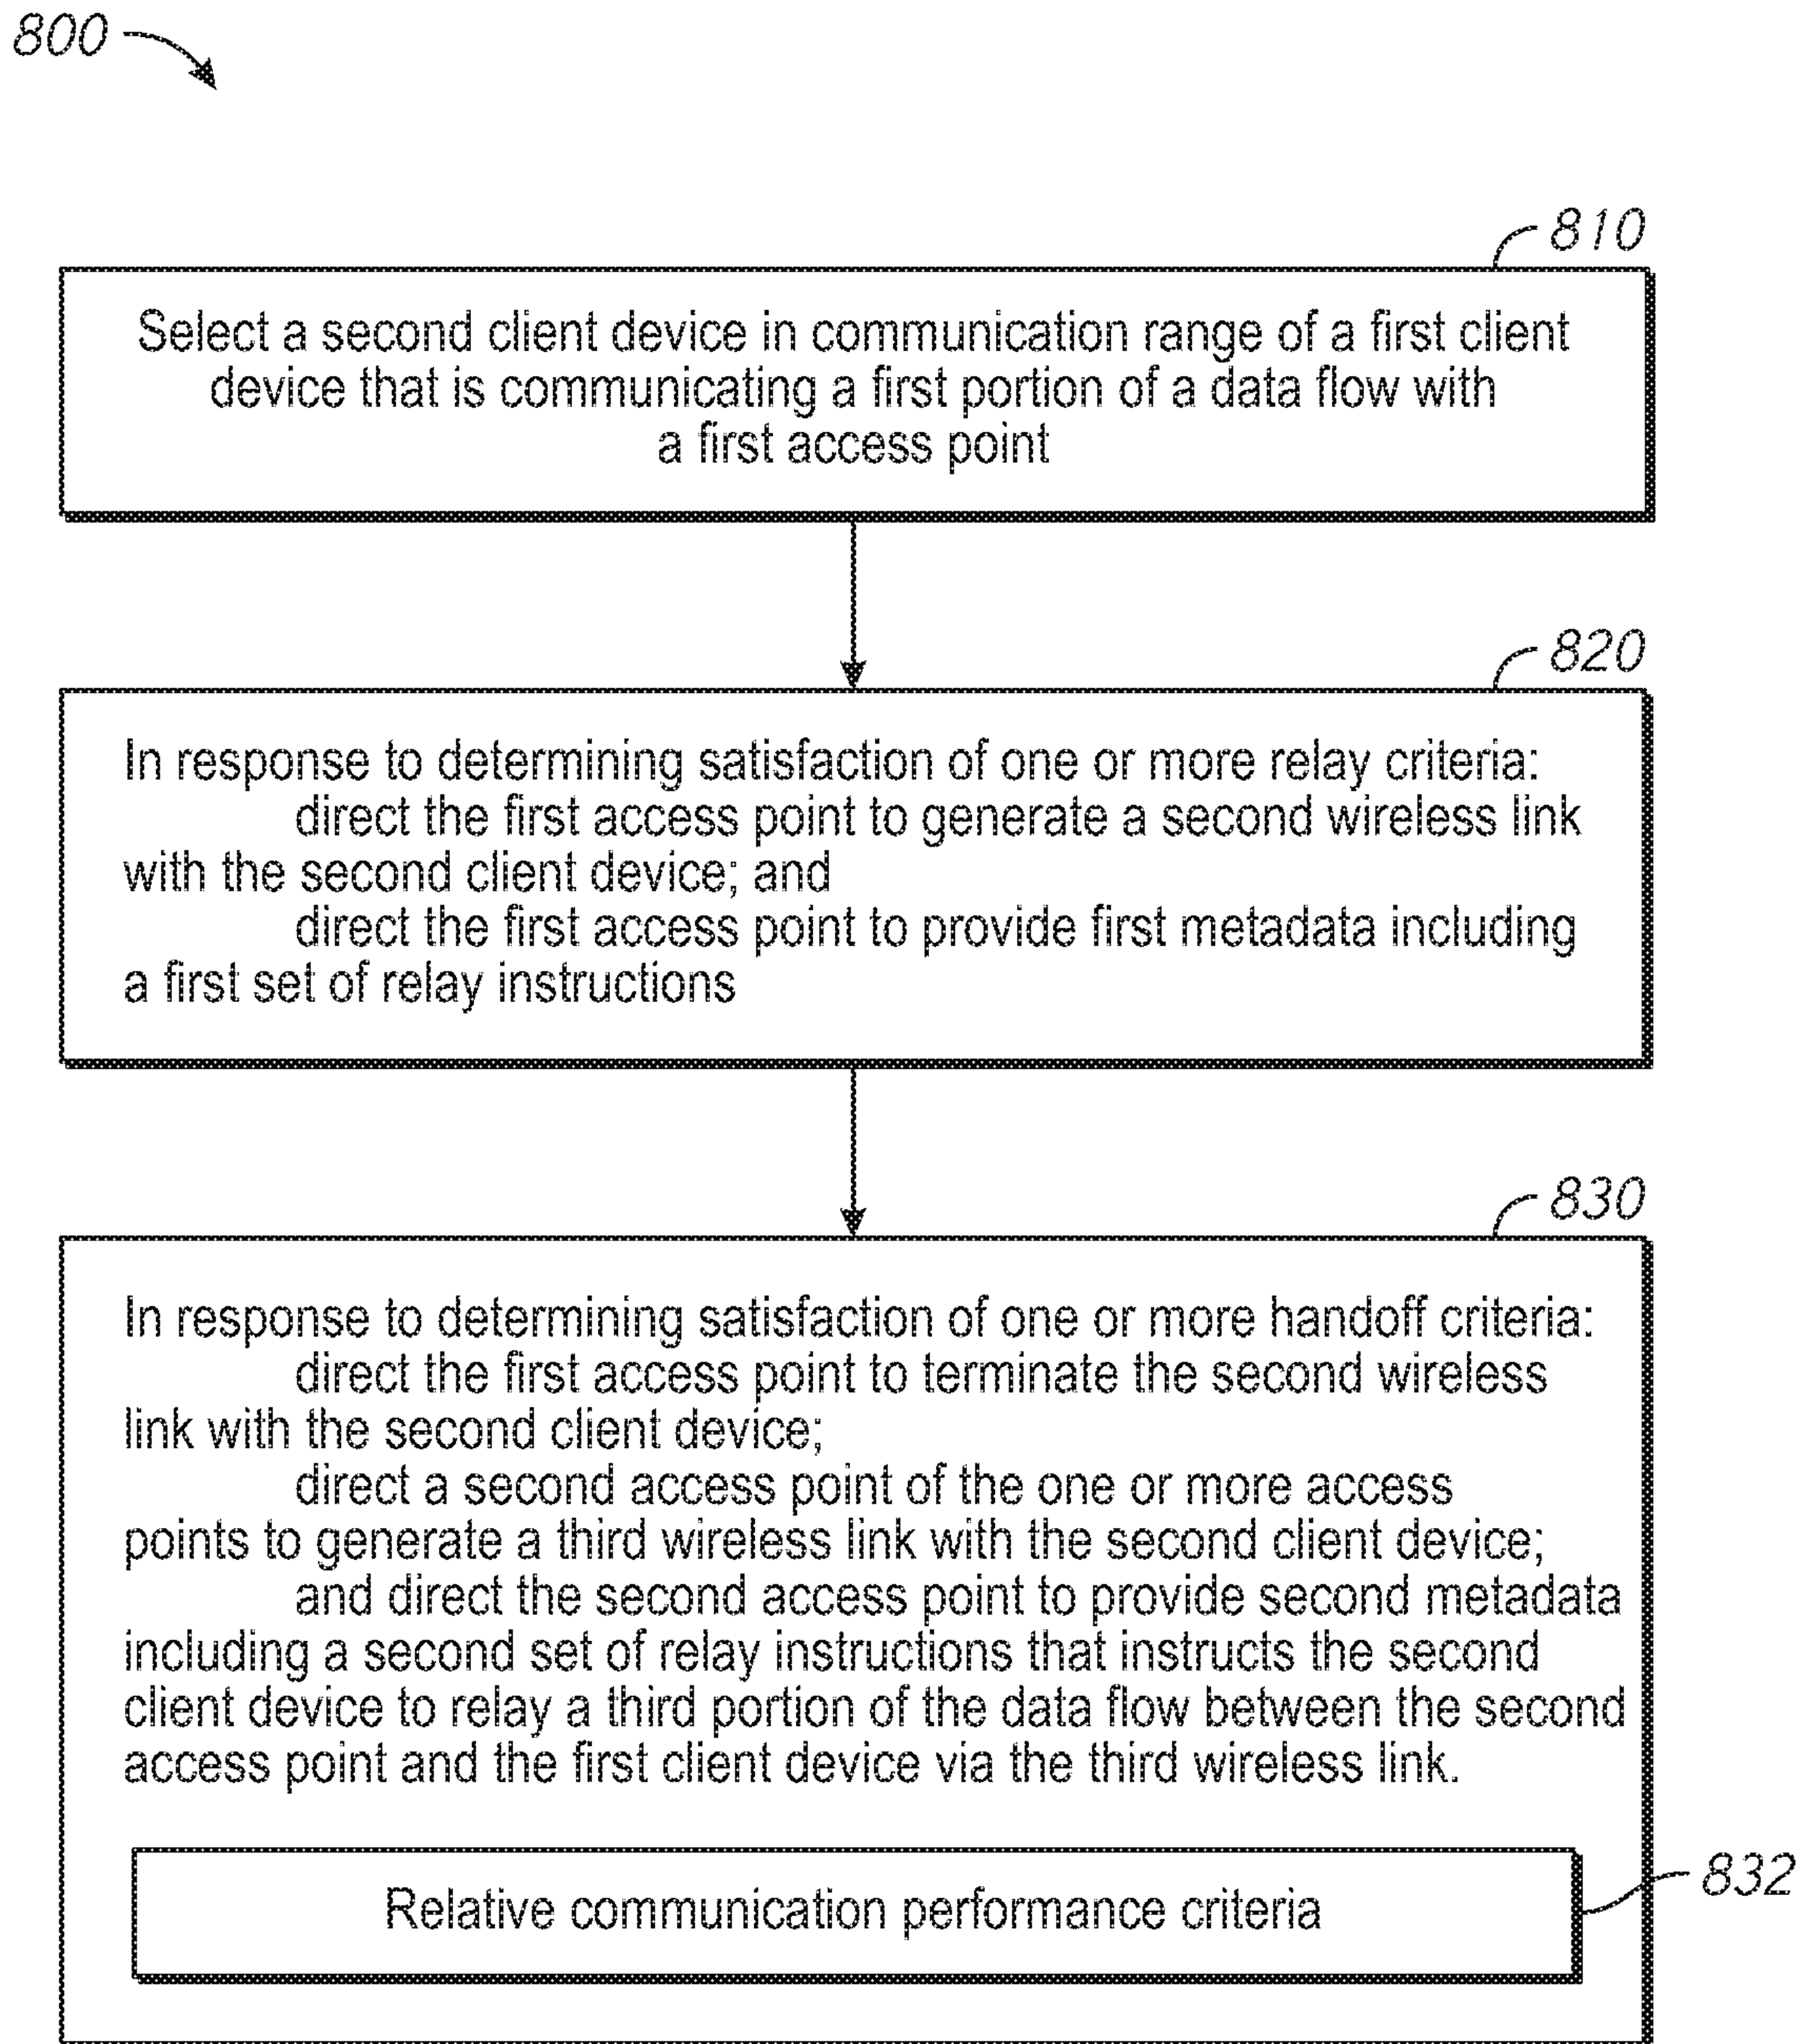 800
810
Select a second client device in communication range of a first client
device that is communicating a first portion of a data flow with
a first access point
820
In response to determining satisfaction of one or more relay criteria:
direct the first access point to generate a second wireless link
with the second client device; and
direct the first access point to provide first metadata including
a first set of relay instructions
830
In response to determining satisfaction of one or more handoff criteria:
direct the first access point to terminate the second wireless
link with the second client device;
direct a second access point of the one or more access
points to generate a third wireless link with the second client device;
and direct the second access point to provide second metadata
including a second set of relay instructions that instructs the second
client device to relay a third portion of the data flow between the second
access point and the first client device via the third wireless link.
Relative communication performance criteria
832